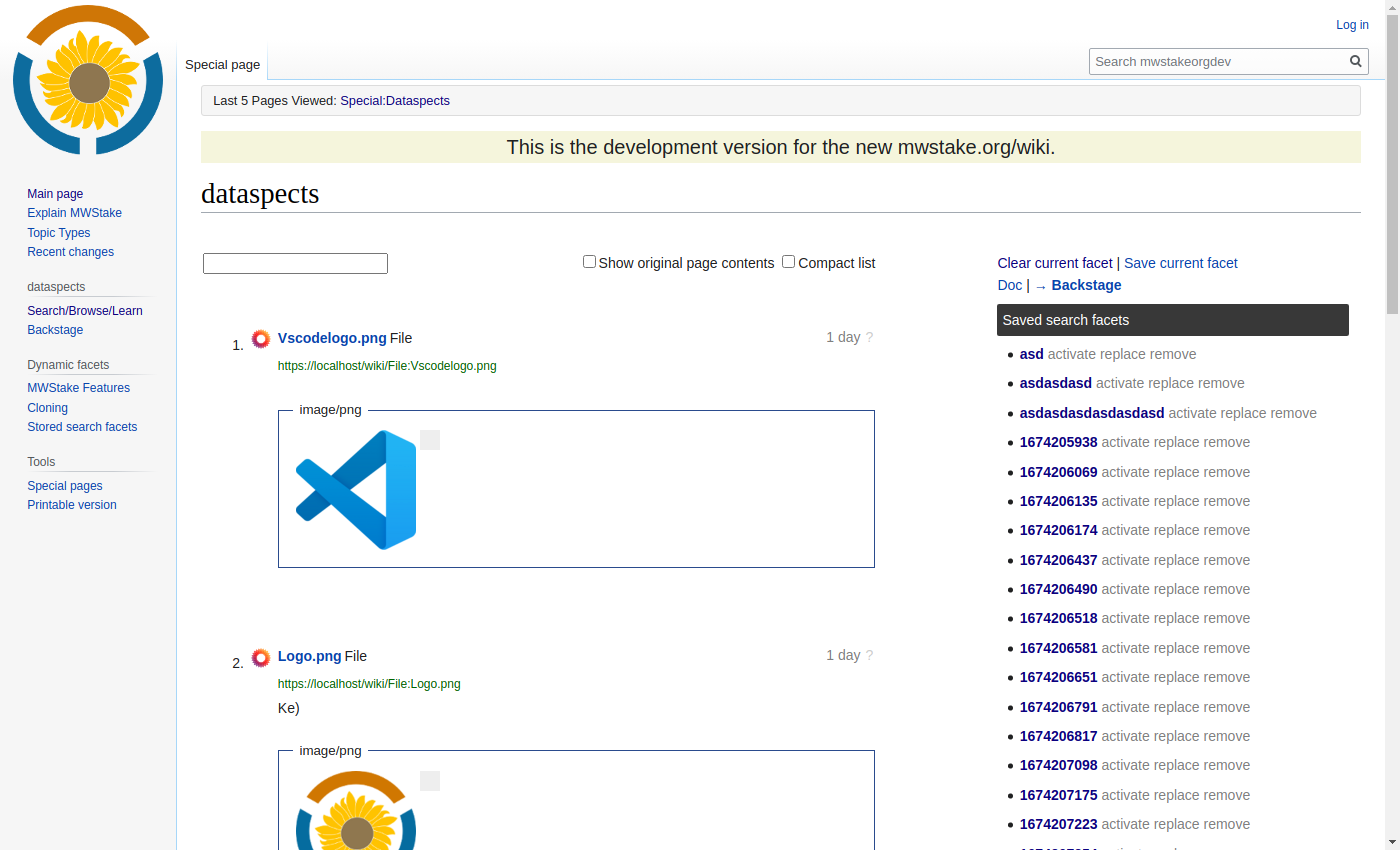 Log in
Special page
Search mwstakeorgdev
Last 5 Pages Viewed: Special:Dataspects
This is the development version for the new mwstake.org/wiki.
dataspects
Main page
Explain MWStake
Topic Types
Recent changes
dataspects
Search/Browse/Learn
Backstage
Dynamic facets
MWStake Features
Cloning
Stored search facets
Tools
Special pages
Printable version
Show original page contents Compact list
1. Vscodelogo.png File 1 day ?
https://localhost/wiki/File:Vscodelogo.png
image/png
2. Logo.png File 1 day ?
https://localhost/wiki/File:Logo.png
Ke)
image/png
Clear current facet | Save current facet
Doc | → Backstage
Saved search facets
asd activate replace remove
asdasdasd activate replace remove
asdasdasdasdasdasd activate replace remove
1674205938 activate replace remove
1674206069 activate replace remove
1674206135 activate replace remove
1674206174 activate replace remove
1674206437 activate replace remove
1674206490 activate replace remove
1674206518 activate replace remove
1674206581 activate replace remove
1674206651 activate replace remove
1674206791 activate replace remove
1674206817 activate replace remove
1674207098 activate replace remove
1674207175 activate replace remove
1674207223 activate replace remove